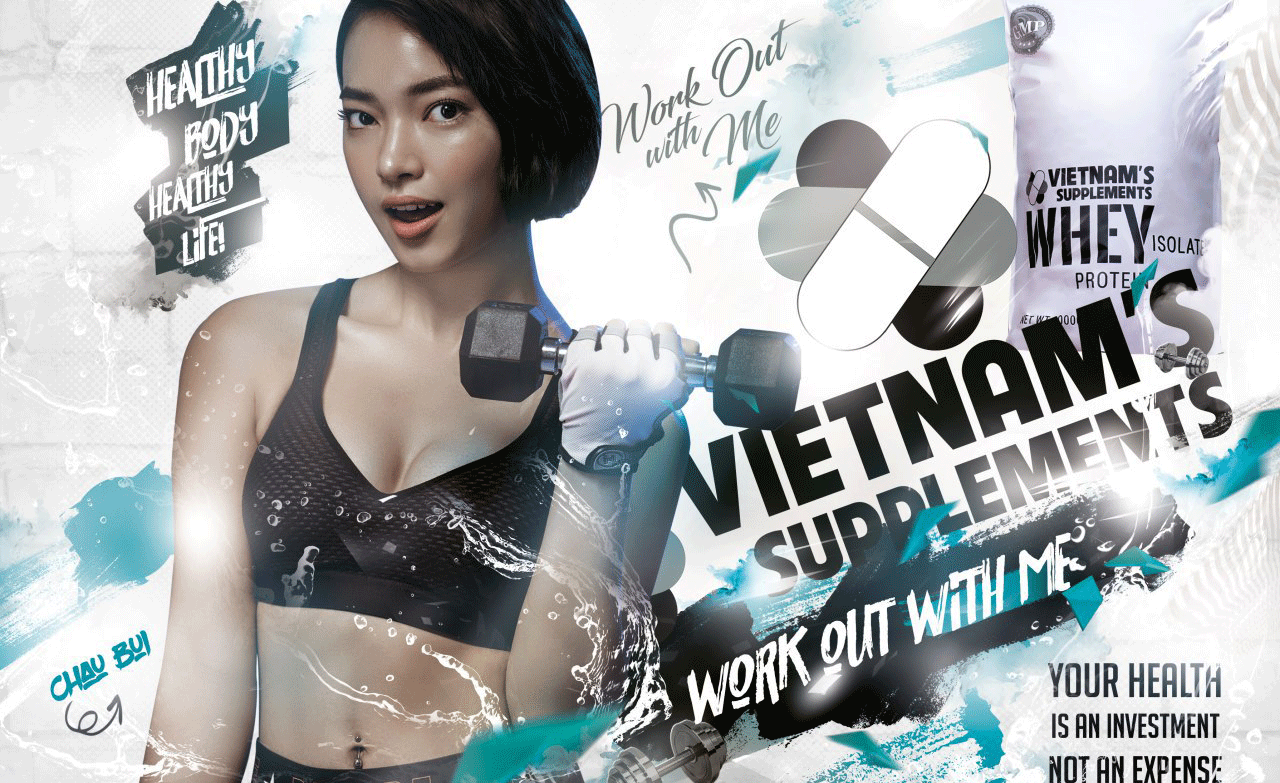 HEALTHY
BODY
HEALTHY
LIFE!
Work Out
with Me
GMP
VIETNAM'S
SUPPLEMENTS
WHEY
ISOLATE
PROTEIN
VIETNAM'S
SUPPLEMENTS
WORK OUT WITH ME
CHAU BUI
YOUR HEALTH
IS AN INVESTMENT
NOT AN EXPENSE